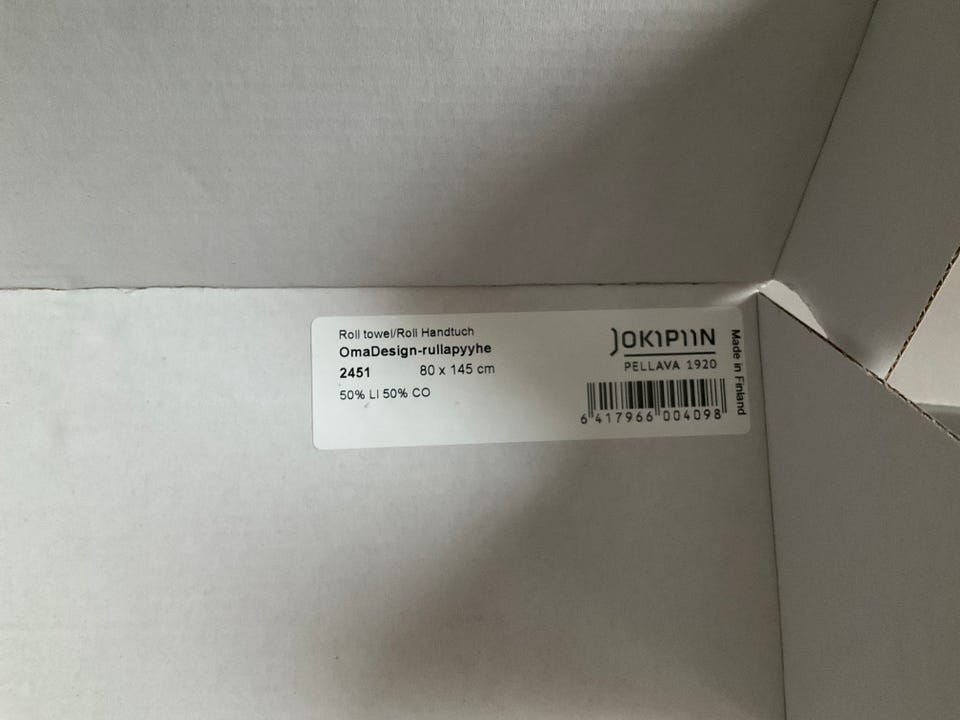 Roll towel/Roll Handtuch
OmaDesign-rullapyyhe
2451 80 x 145 cm
50% LI 50% CO
JOKIPIIN
PELLAVA 1920
6 417966 004098
Made in Finland